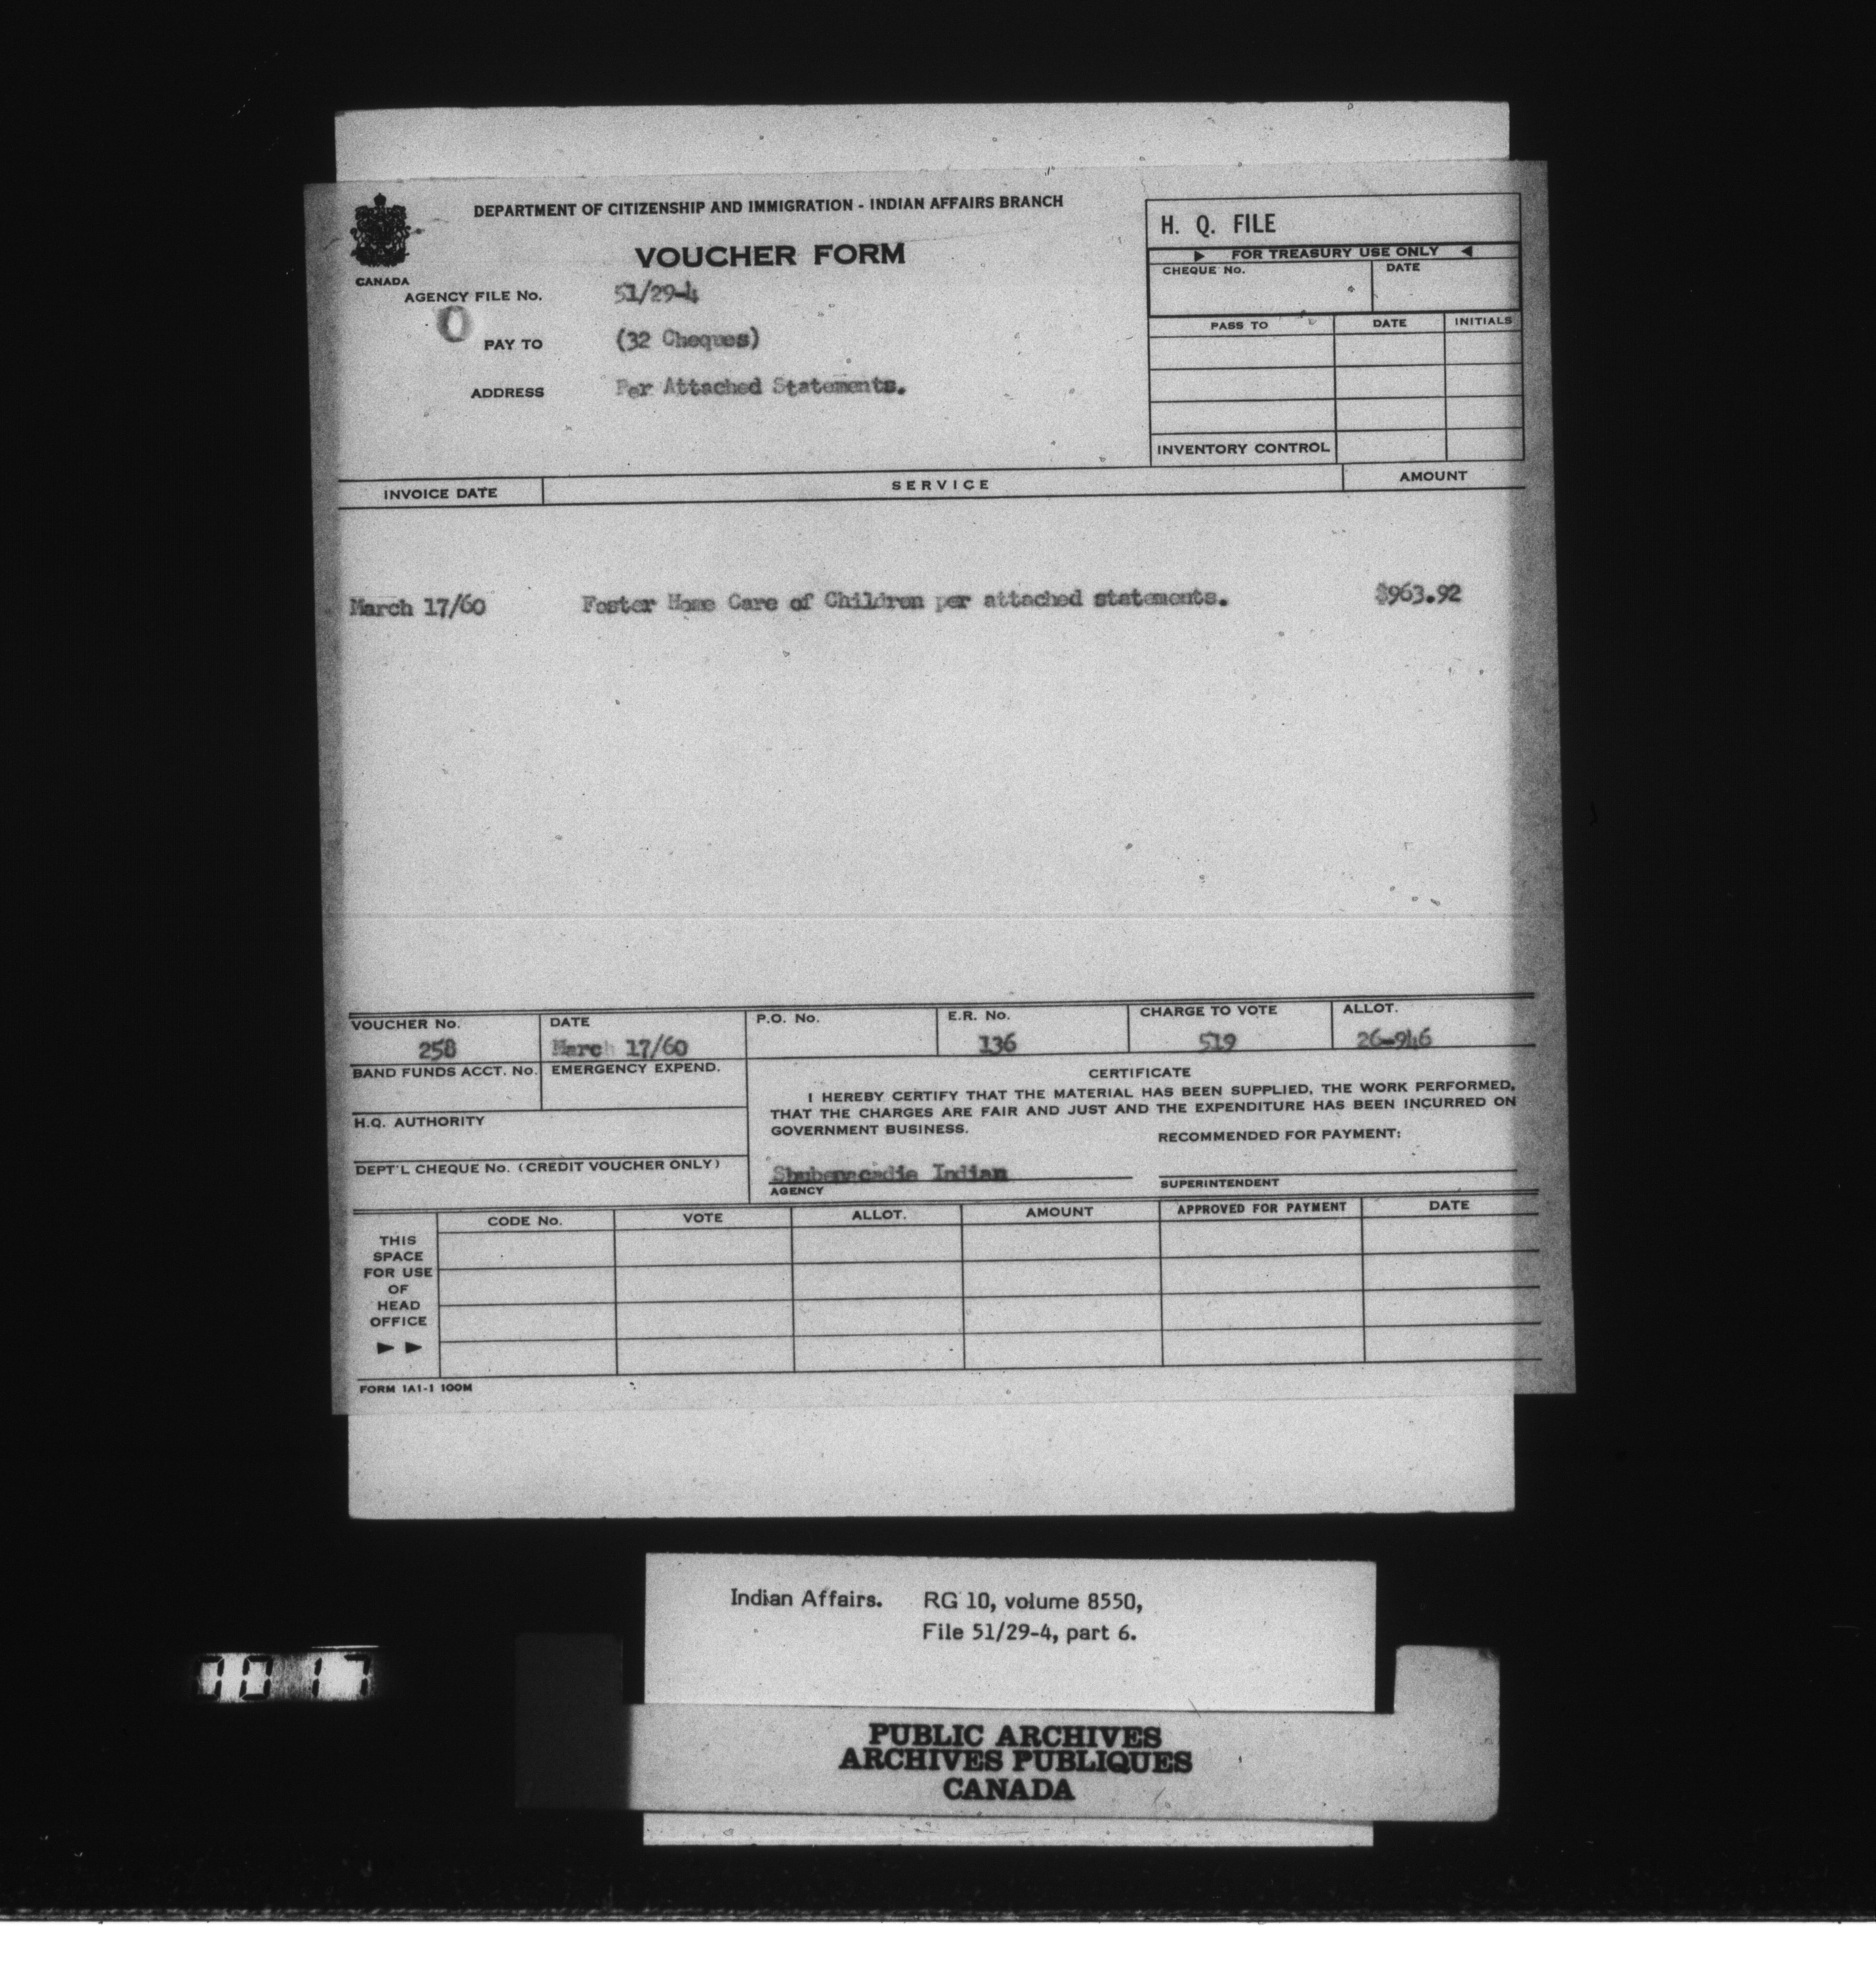 DEPARTMENT OF CITIZENSHIP AND IMMIGRATION - INDIAN AFFAIRS BRANCH
VOUCHER FORM
CANADA
AGENCY FILE No. 51/29-4
PAY TO (32 Cheques)
ADDRESS Per Attached Statements.
H. Q. FILE
FOR TREASURY USE ONLY
CHEQUE No. DATE
PASS TO DATE INITIALS
INVENTORY CONTROL
INVOICE DATE SERVICE AMOUNT
March 17/60 Foster Home Care of Children per attached statements. $963.92
VOUCHER No. DATE P.O. No. E.R. No. CHARGE TO VOTE ALLOT.
258 March 17/60 136 519 26-946
BAND FUNDS ACCT. No. EMERGENCY EXPEND.
H.Q. AUTHORITY
DEPT'L CHEQUE No. (CREDIT VOUCHER ONLY)
CERTIFICATE
I HEREBY CERTIFY THAT THE MATERIAL HAS BEEN SUPPLIED, THE WORK PERFORMED,
THAT THE CHARGES ARE FAIR AND JUST AND THE EXPENDITURE HAS BEEN INCURRED ON
GOVERNMENT BUSINESS.
RECOMMENDED FOR PAYMENT:
Shubenacadie Indian
AGENCY SUPERINTENDENT
CODE No. VOTE ALLOT. AMOUNT APPROVED FOR PAYMENT DATE
THIS
SPACE
FOR USE
OF
HEAD
OFFICE
FORM 1A1-1 100M
Indian Affairs. RG 10, volume 8550,
File 51/29-4, part 6.
PUBLIC ARCHIVES
ARCHIVES PUBLIQUES
CANADA